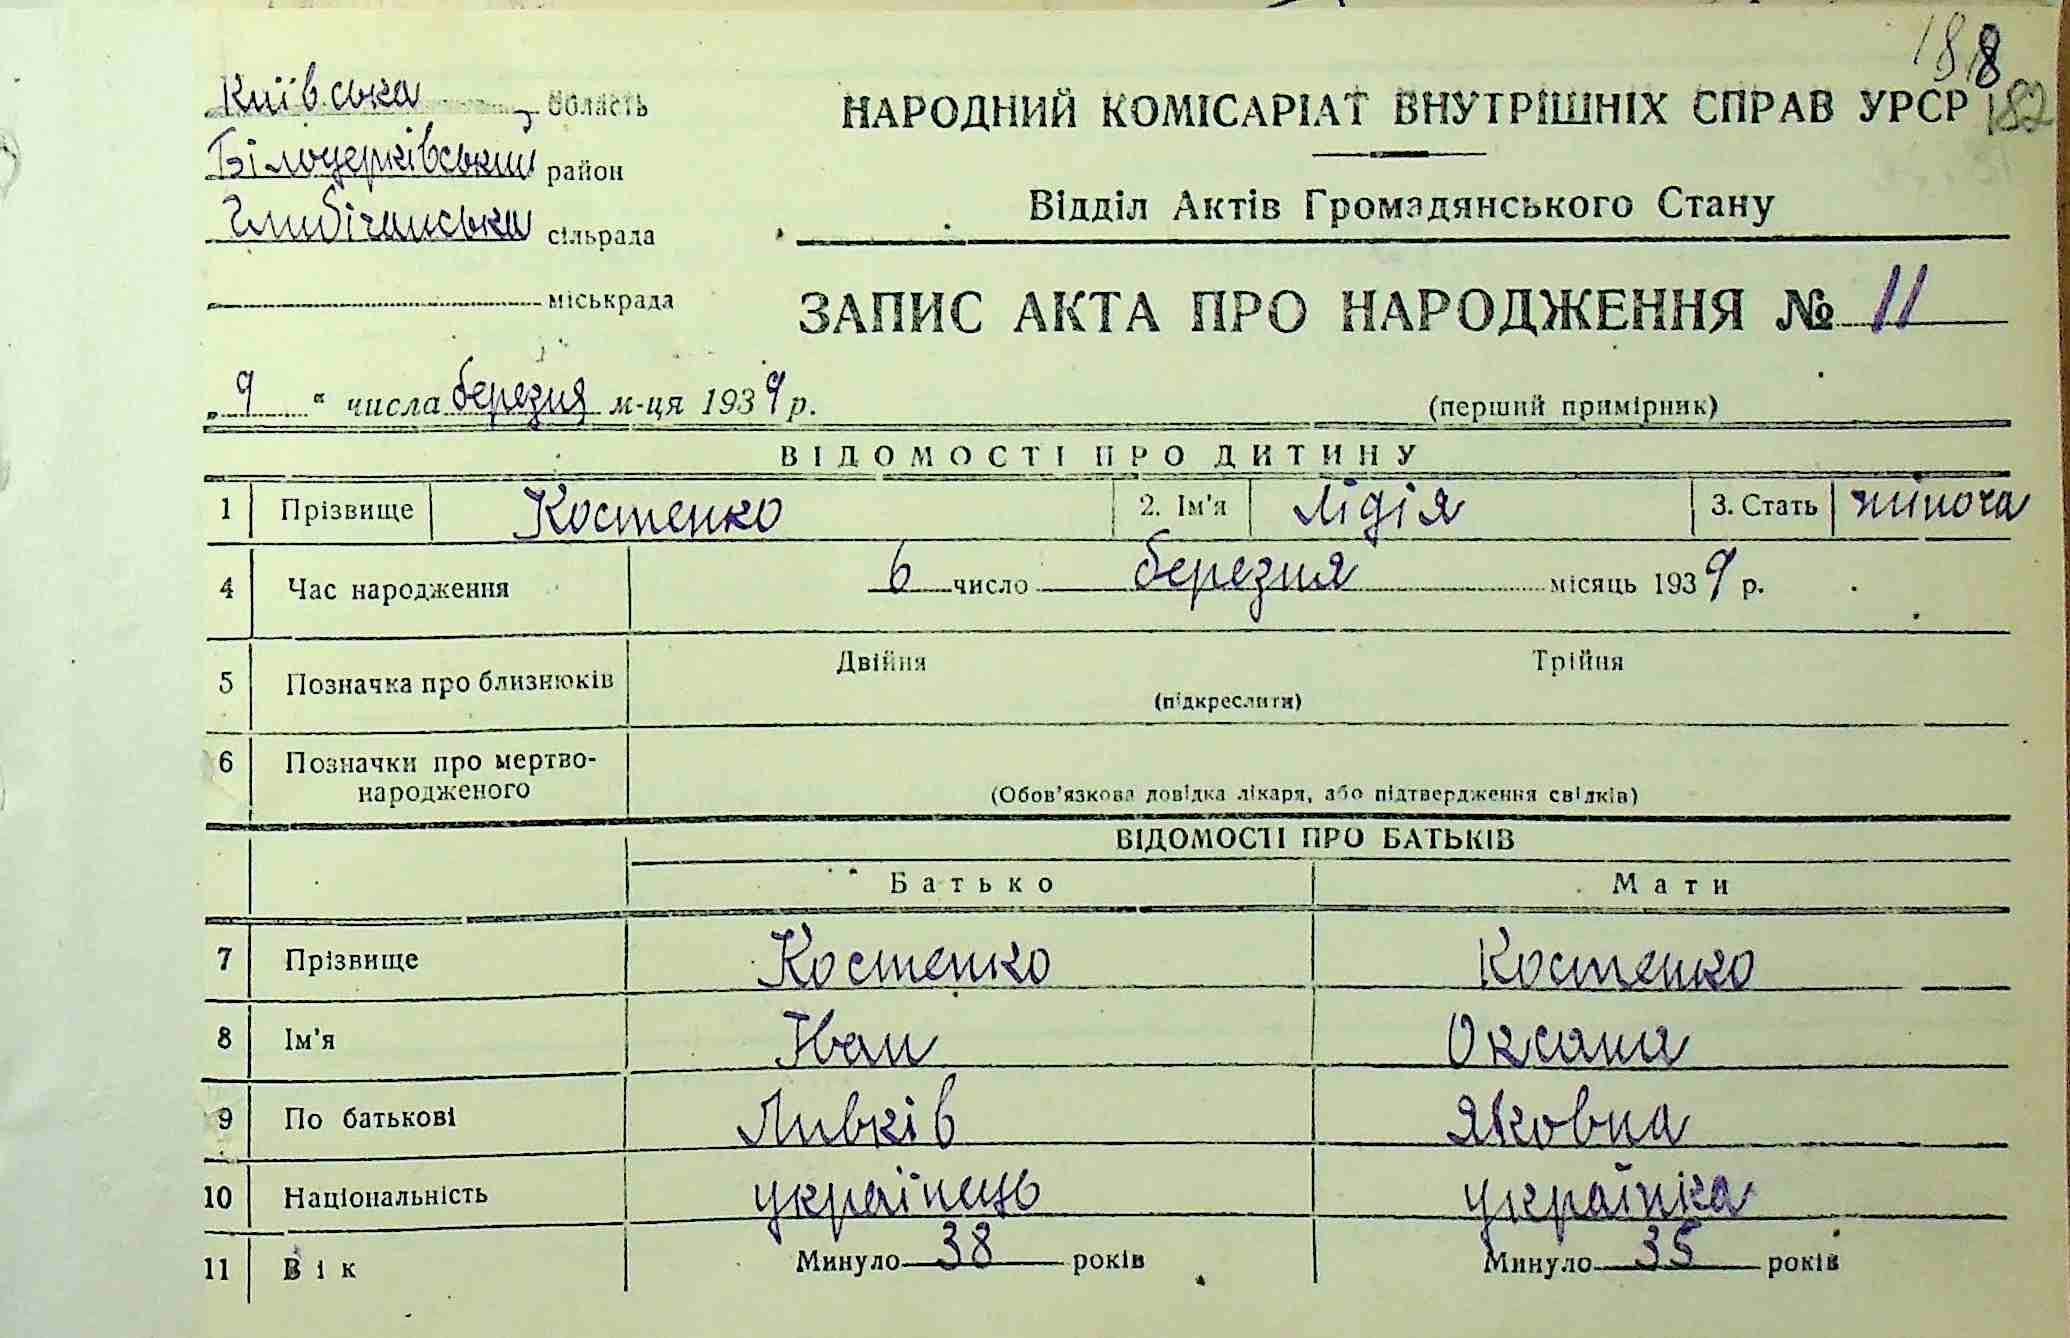 188
182
Київська область
Білоцерківський район
Глибічанська сільрада
міськрада
НАРОДНИЙ КОМІСАРІАТ ВНУТРІШНІХ СПРАВ УРСР
Відділ Актів Громадянського Стану
ЗАПИС АКТА ПРО НАРОДЖЕННЯ № 11
„ 9 “ числа березня м-ця 1939 р.
(перший примірник)
ВІДОМОСТІ ПРО ДИТИНУ
1 Прізвище Костенко 2. Ім'я Лідія 3. Стать жіноча
4 Час народження 6 число березня місяць 1939 р.
5 Позначка про близнюків Двійня Трійня
(підкреслити)
6 Позначки про мертво-
народженого
(Обов'язкова довідка лікаря, або підтвердження свідків)
ВІДОМОСТІ ПРО БАТЬКІВ
Батько Мати
7 Прізвище Костенко Костенко
8 Ім'я Іван Оксана
9 По батькові Яковна
10 Національність українець українка
11 Вік Минуло 38 років Минуло 35 років